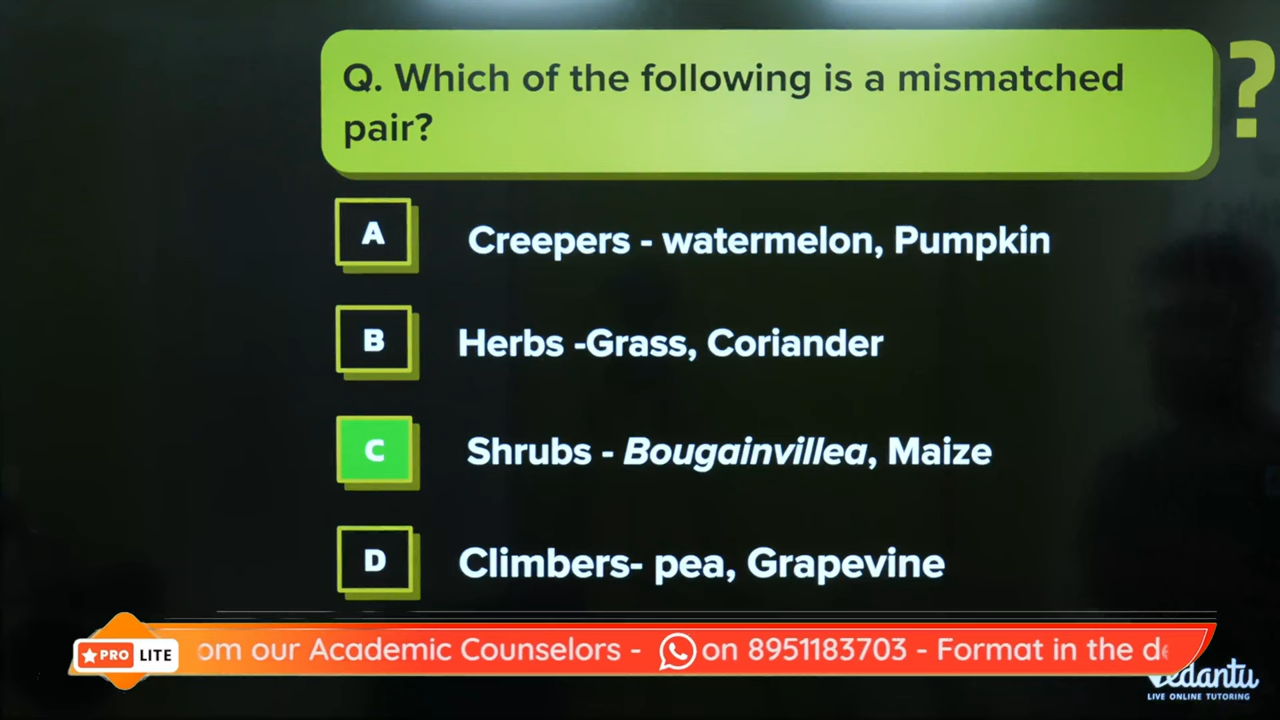 Q. Which of the following is a mismatched
pair?
?
A Creepers - watermelon, Pumpkin
B Herbs -Grass, Coriander
C Shrubs - Bougainvillea, Maize
D Climbers- pea, Grapevine
PRO LITE om our Academic Counselors - on 8951183703 - Format in the
Vedantu
LIVE ONLINE TUTORING